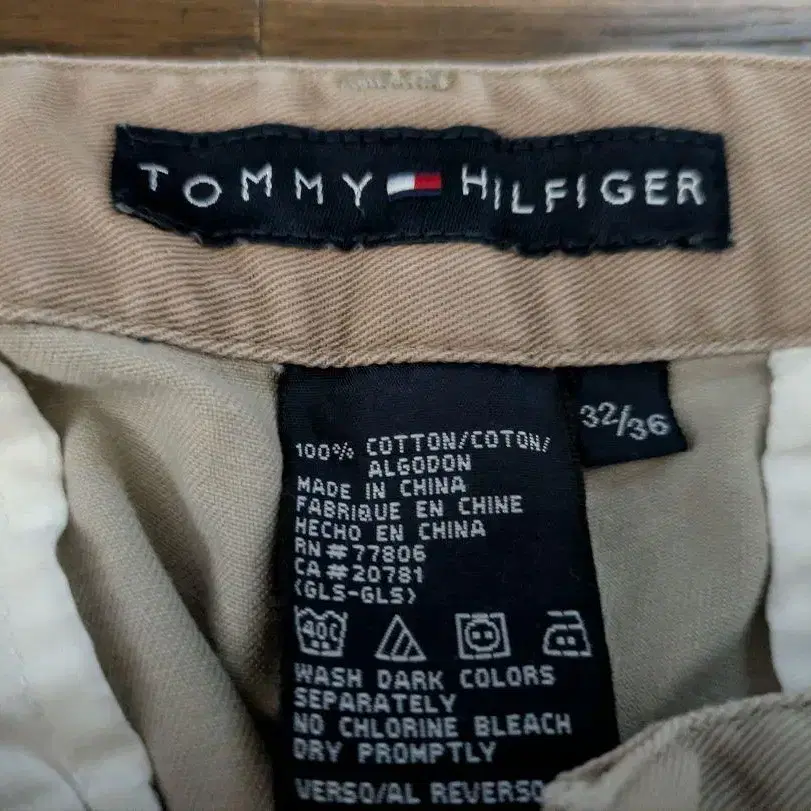 TOMMY HILFIGER
32/36
100% COTTON/COTON/
ALGODON
MADE IN CHINA
FABRIQUE EN CHINE
HECHO EN CHINA
RN#77806
CA#20781
(GLS-GLS)
40C
WASH DARK COLORS
SEPARATELY
NO CHLORINE BLEACH
DRY PROMPTLY
VERSO/AL REVERSO